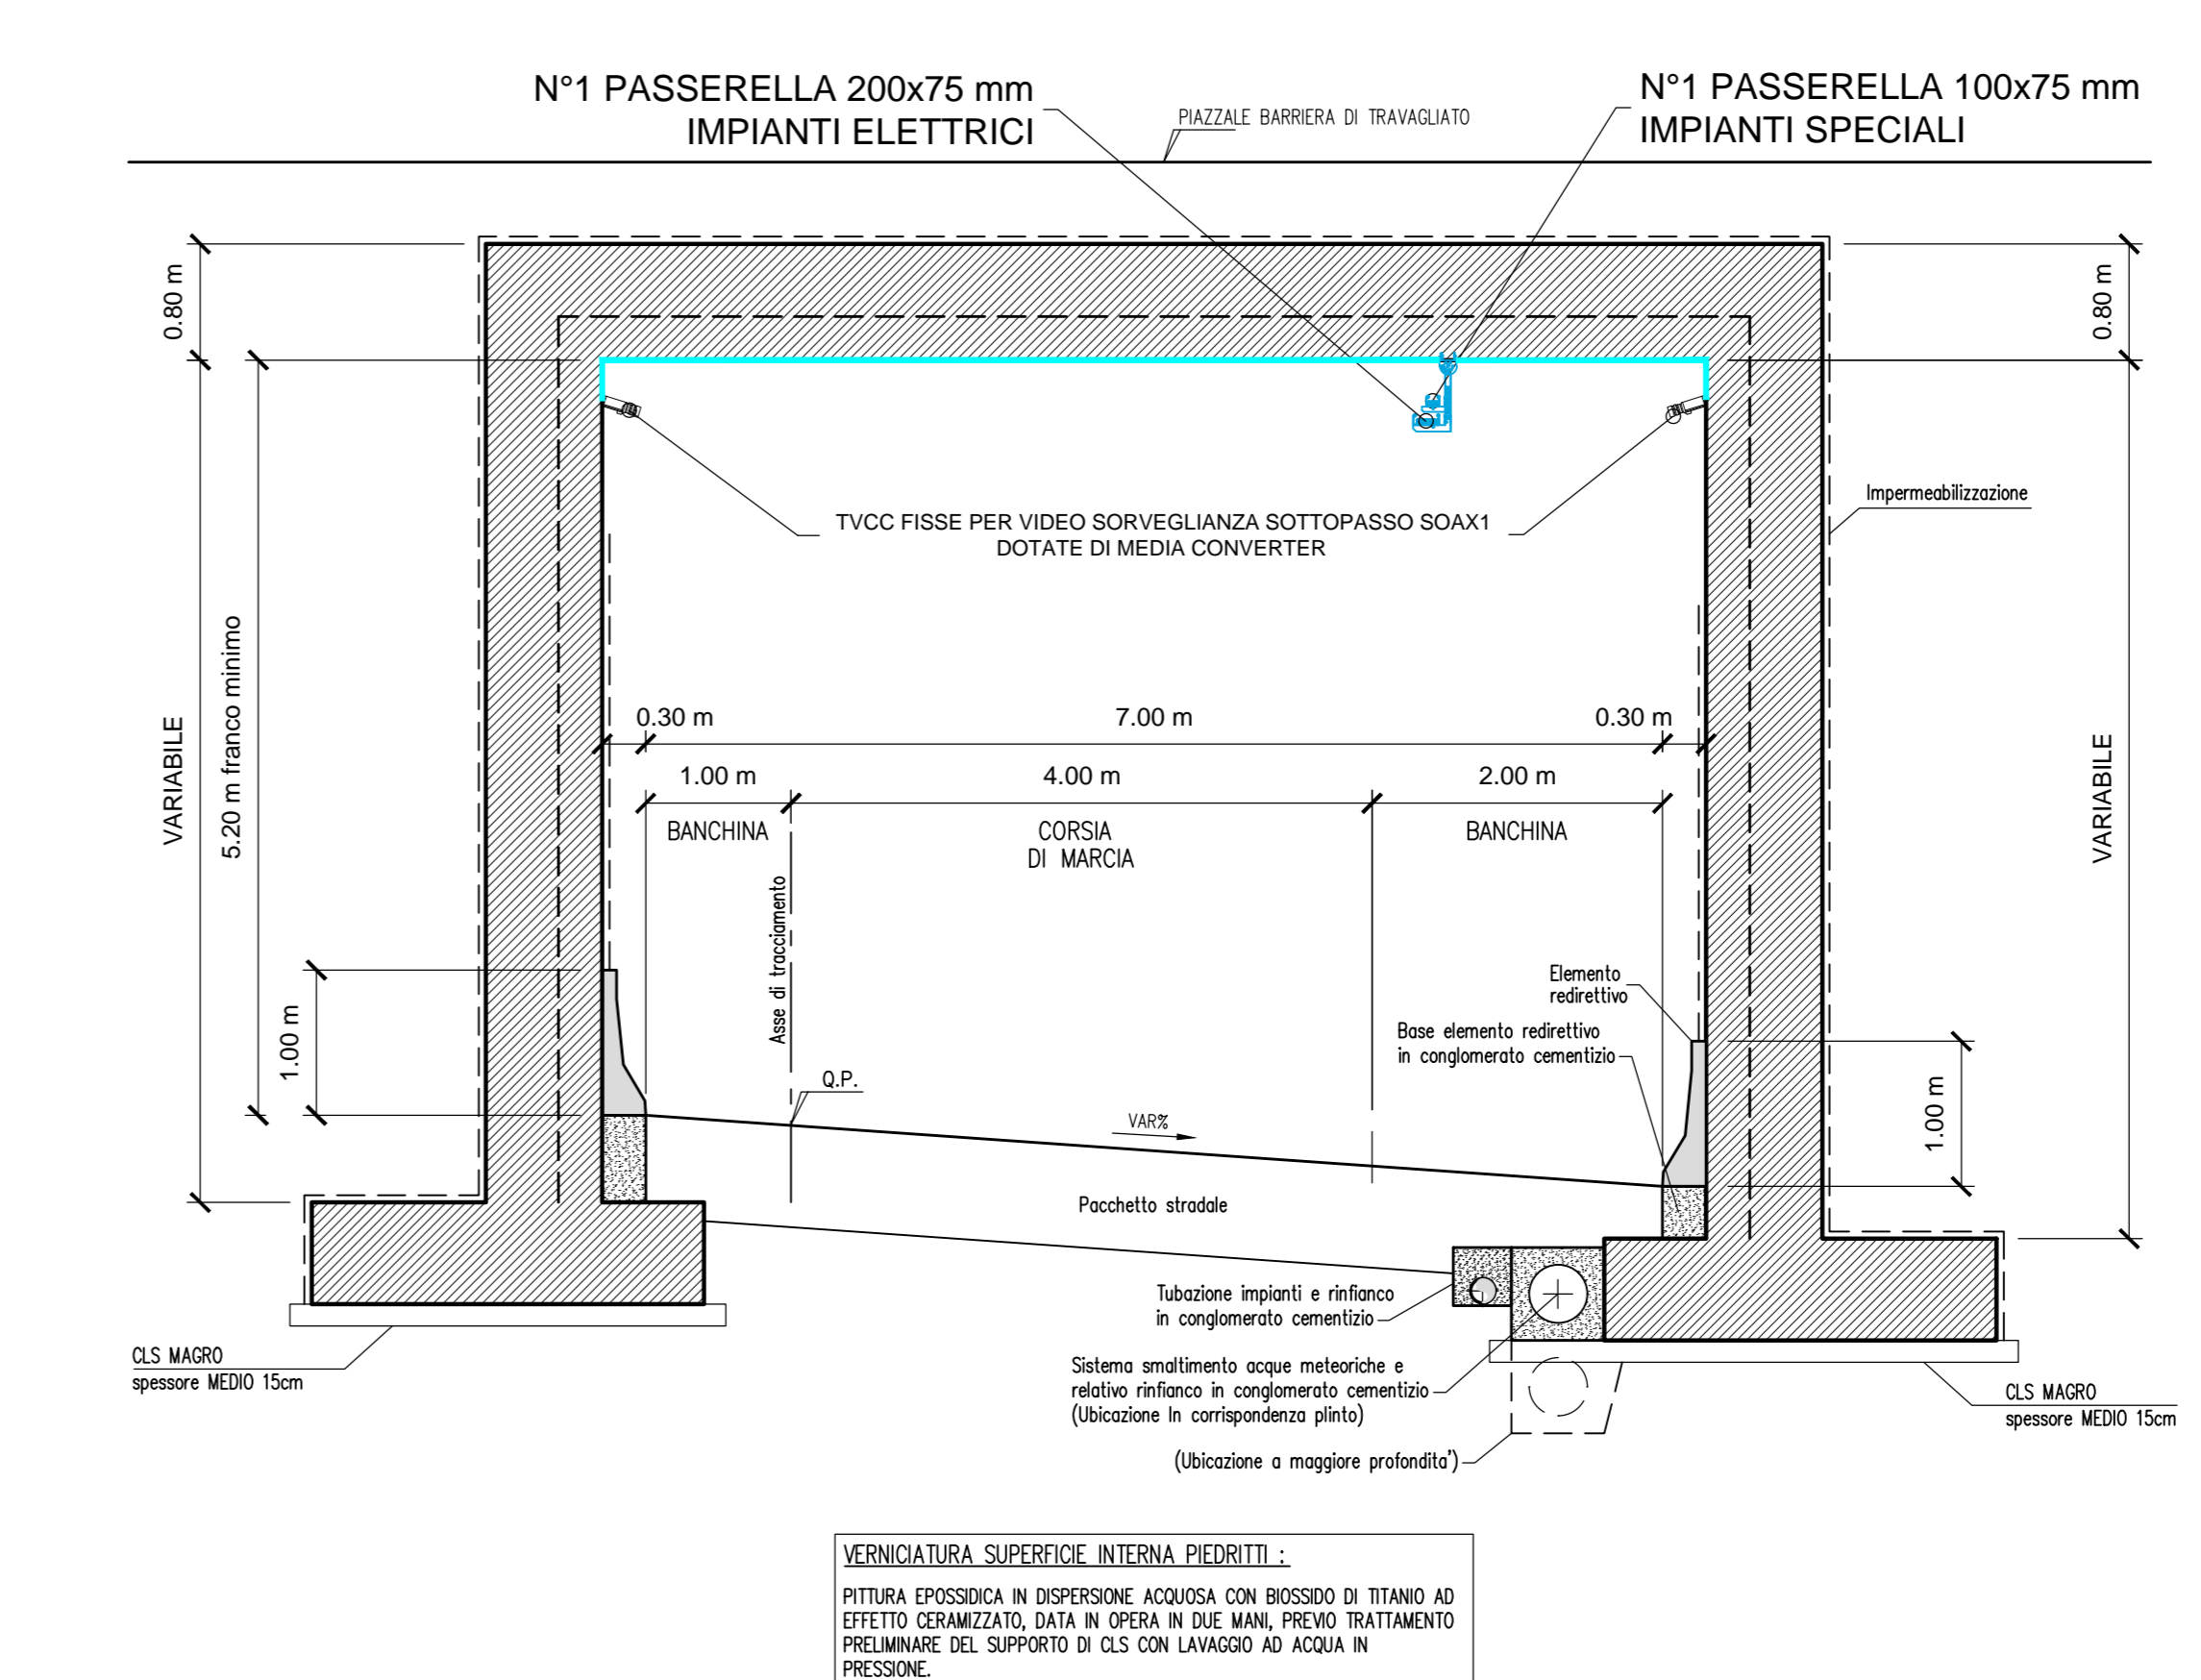 N°1 PASSERELLA 200x75 mm
IMPIANTI ELETTRICI
PIAZZALE BARRIERA DI TRAVAGLIATO
N°1 PASSERELLA 100x75 mm
IMPIANTI SPECIALI
0.80 m
0.80 m
Impermeabilizzazione
TVCC FISSE PER VIDEO SORVEGLIANZA SOTTOPASSO SOAX1
DOTATE DI MEDIA CONVERTER
VARIABILE
5.20 m franco minimo
0.30 m
7.00 m
0.30 m
VARIABILE
1.00 m
4.00 m
2.00 m
BANCHINA
CORSIA
DI MARCIA
BANCHINA
Asse di tracciamento
Elemento
redirettivo
1.00 m
Base elemento redirettivo
in conglomerato cementizio
Q.P.
VAR%
1.00 m
Pacchetto stradale
Tubazione impianti e rinfianco
in conglomerato cementizio
CLS MAGRO
spessore MEDIO 15cm
Sistema smaltimento acque meteoriche e
relativo rinfianco in conglomerato cementizio
(Ubicazione In corrispondenza plinto)
CLS MAGRO
spessore MEDIO 15cm
(Ubicazione a maggiore profondita')
VERNICIATURA SUPERFICIE INTERNA PIEDRITTI :
PITTURA EPOSSIDICA IN DISPERSIONE ACQUOSA CON BIOSSIDO DI TITANIO AD
EFFETTO CERAMIZZATO, DATA IN OPERA IN DUE MANI, PREVIO TRATTAMENTO
PRELIMINARE DEL SUPPORTO DI CLS CON LAVAGGIO AD ACQUA IN
PRESSIONE.